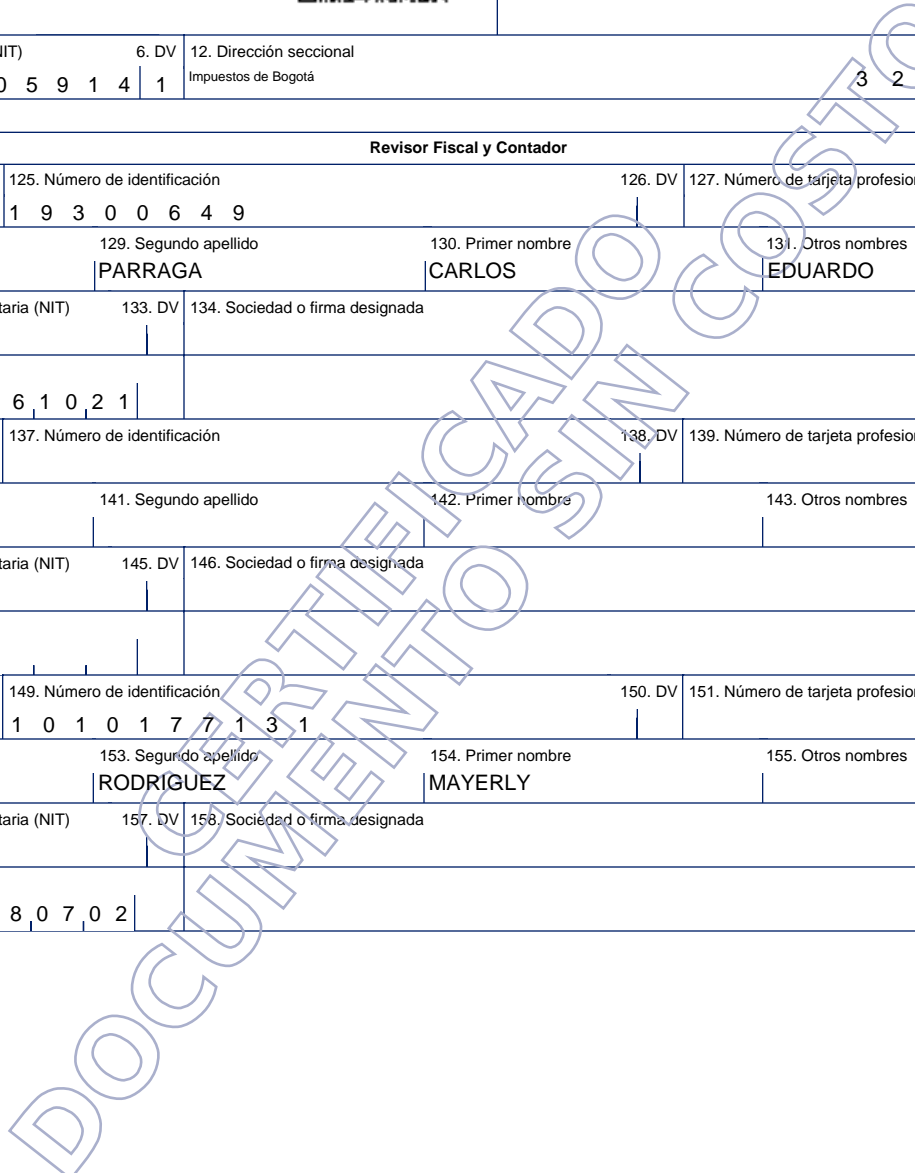 NIT) 6. DV 12. Dirección seccional
0 5 9 1 4 1 Impuestos de Bogotá 3 2
Revisor Fiscal y Contador
125. Número de identificación 126. DV 127. Número de tarjeta profesion
1 9 3 0 0 6 4 9
129. Segundo apellido 130. Primer nombre 131. Otros nombres
PARRAGA CARLOS EDUARDO
taria (NIT) 133. DV 134. Sociedad o firma designada
6 1 0 2 1
137. Número de identificación 138. DV 139. Número de tarjeta profesion
141. Segundo apellido 142. Primer nombre 143. Otros nombres
taria (NIT) 145. DV 146. Sociedad o firma designada
149. Número de identificación 150. DV 151. Número de tarjeta profesion
1 0 1 0 1 7 7 1 3 1
153. Segundo apellido 154. Primer nombre 155. Otros nombres
RODRIGUEZ MAYERLY
taria (NIT) 157. DV 158. Sociedad o firma designada
8 0 7 0 2
CERTIFICADO
DOCUMENTO SIN COSTO